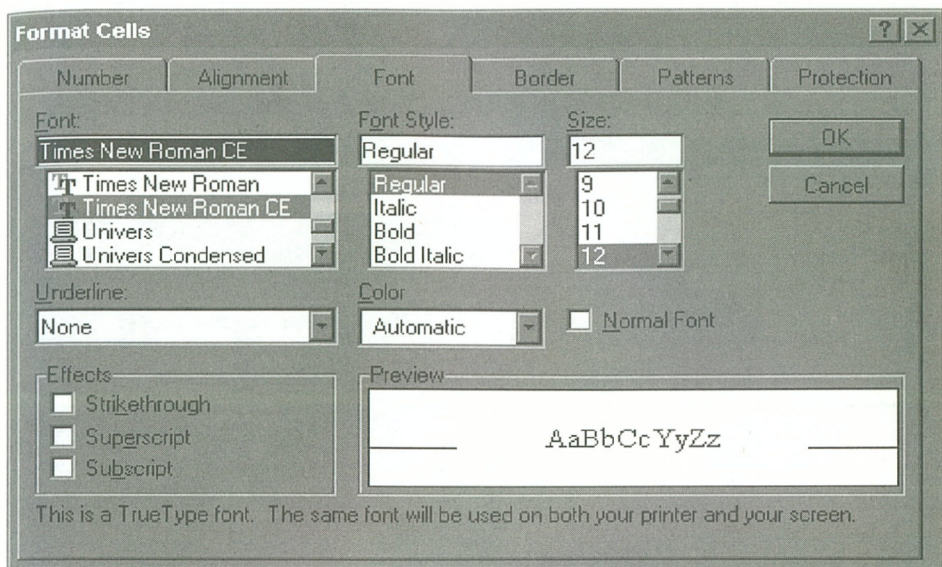 Format Cells
Number Alignment Font Border Patterns Protection
Font: Font Style: Size:
Times New Roman CE Regular 12 OK
Times New Roman Regular 9 Cancel
Times New Roman CE Italic 10
Univers Bold 11
Univers Condensed Bold Italic 12
Underline: Color
None Automatic Normal Font
Effects Preview
Strikethrough
Superscript AaBbCcYyZz
Subscript
This is a TrueType font. The same font will be used on both your printer and your screen.